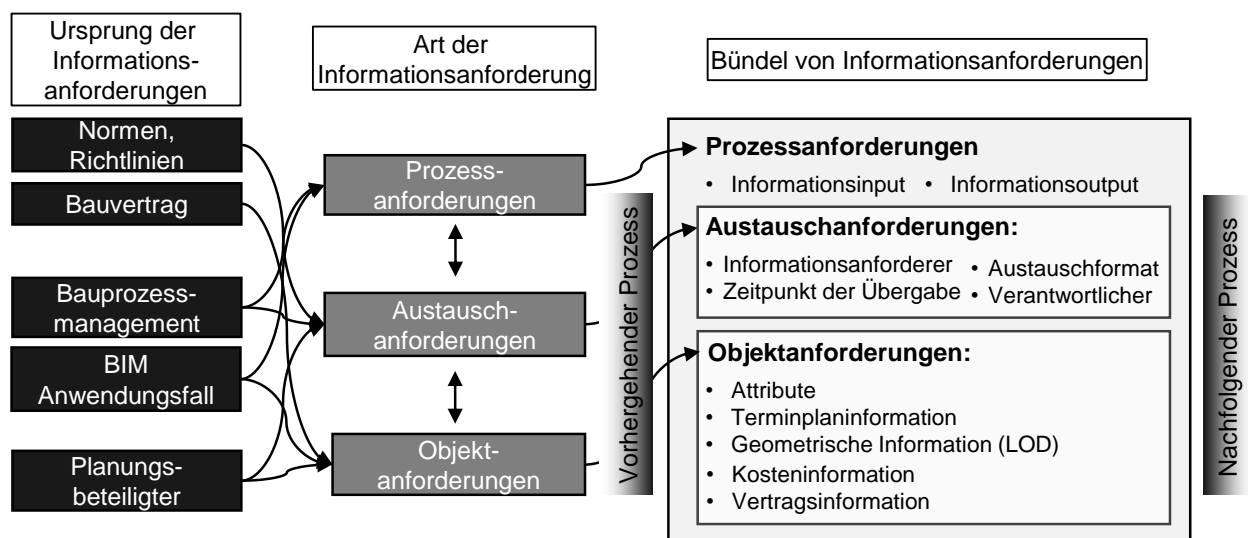 Ursprung der
Informations-
anforderungen
Art der
Informationsanforderung
Bündel von Informationsanforderungen
Normen,
Richtlinien
Bauvertrag
Bauprozess-
management
BIM
Anwendungsfall
Planungs-
beteiligter
Prozess-
anforderungen
Austausch-
anforderungen
Objekt-
anforderungen
Vorhergehender Prozess
Prozessanforderungen
• Informationsinput • Informationsoutput
Austauschanforderungen:
• Informationsanforderer • Austauschformat
• Zeitpunkt der Übergabe • Verantwortlicher
Objektanforderungen:
• Attribute
• Terminplaninformation
• Geometrische Information (LOD)
• Kosteninformation
• Vertragsinformation
Nachfolgender Prozess